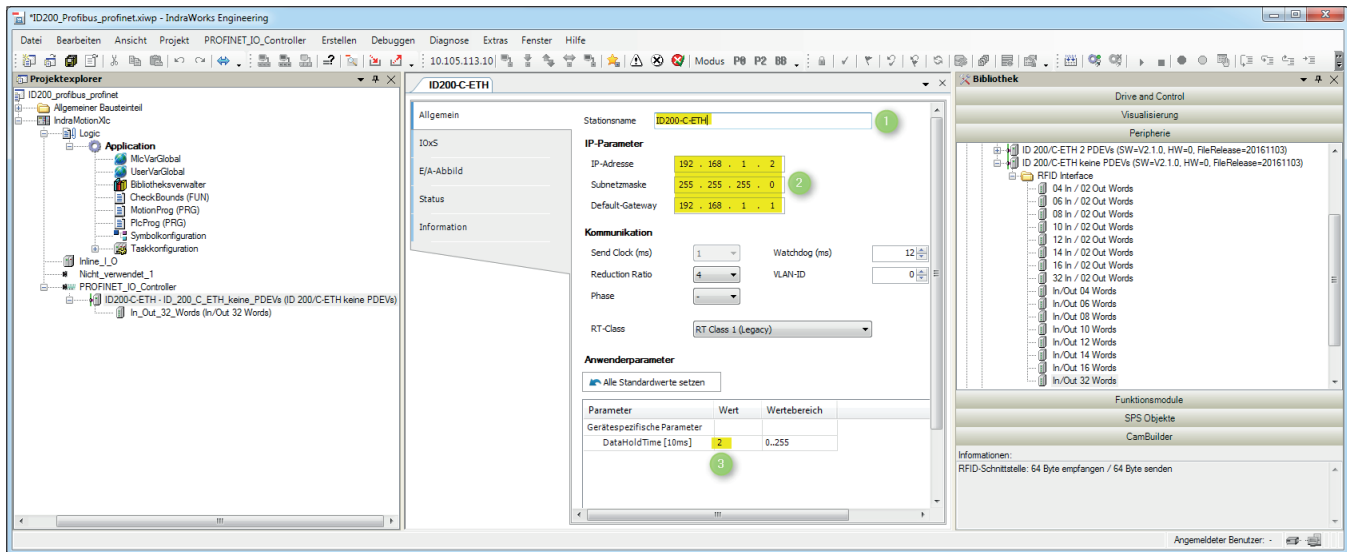 *ID200_Profibus_profinet.xiwp - IndraWorks Engineering
Datei Bearbeiten Ansicht Projekt PROFINET_IO_Controller Erstellen Debuggen Diagnose Extras Fenster Hilfe
10.105.113.10 Modus P0 P2 BB
Projektexplorer
ID200_profibus_profinet
Allgemeiner Bausteinteil
IndraMotionXlc
Logic
Application
MlcVarGlobal
UserVarGlobal
Bibliotheksverwalter
CheckBounds (FUN)
MotionProg (PRG)
PlcProg (PRG)
Symbolkonfiguration
Taskkonfiguration
Inline_I_O
Nicht_verwendet_1
PROFINET_IO_Controller
ID200-C-ETH - ID_200_C_ETH_keine_PDEVs (ID 200/C-ETH keine PDEVs)
In_Out_32_Words (In/Out 32 Words)
ID200-C-ETH
Allgemein
IOxS
E/A-Abbild
Status
Information
Stationsname ID200-C-ETH 1
IP-Parameter
IP-Adresse 192 . 168 . 1 . 2
Subnetzmaske 255 . 255 . 255 . 0 2
Default-Gateway 192 . 168 . 1 . 1
Kommunikation
Send Clock (ms) 1 Watchdog (ms) 12
Reduction Ratio 4 VLAN-ID 0
Phase -
RT-Class RT Class 1 (Legacy)
Anwenderparameter
Alle Standardwerte setzen
Parameter Wert Wertebereich
Gerätespezifische Parameter
DataHoldTime [10ms] 2 0..255
3
Bibliothek
Drive and Control
Visualisierung
Peripherie
ID 200/C-ETH 2 PDEVs (SW=V2.1.0, HW=0, FileRelease=20161103)
ID 200/C-ETH keine PDEVs (SW=V2.1.0, HW=0, FileRelease=20161103)
RFID Interface
04 In / 02 Out Words
06 In / 02 Out Words
08 In / 02 Out Words
10 In / 02 Out Words
12 In / 02 Out Words
14 In / 02 Out Words
16 In / 02 Out Words
32 In / 02 Out Words
In/Out 04 Words
In/Out 06 Words
In/Out 08 Words
In/Out 10 Words
In/Out 12 Words
In/Out 14 Words
In/Out 16 Words
In/Out 32 Words
Funktionsmodule
SPS Objekte
CamBuilder
Informationen:
RFID-Schnittstelle: 64 Byte empfangen / 64 Byte senden
Angemeldeter Benutzer: -